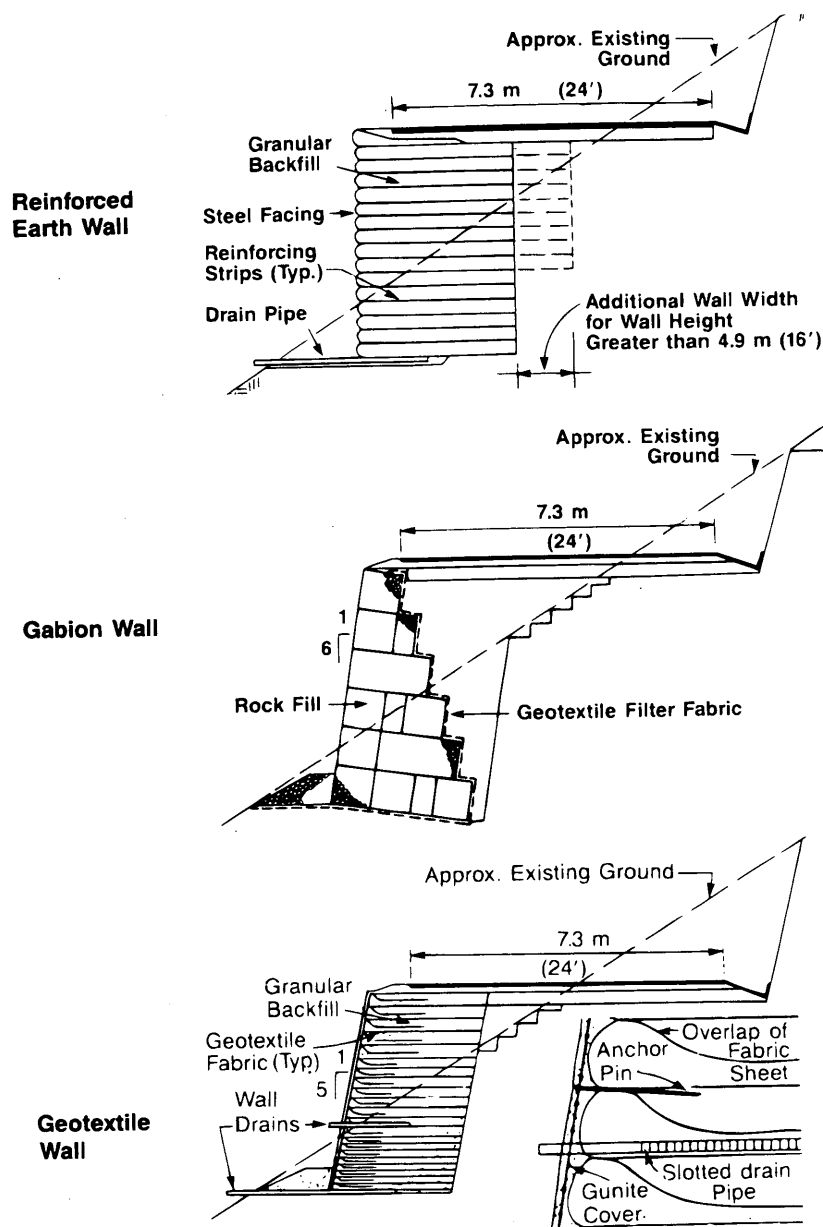 Approx. Existing
Ground
7.3 m (24')
Granular
Backfill
Reinforced
Earth Wall
Steel Facing
Reinforcing
Strips (Typ.)
Drain Pipe
Additional Wall Width
for Wall Height
Greater than 4.9 m (16')
Approx. Existing
Ground
7.3 m
(24')
Gabion Wall
1
6
Rock Fill
Geotextile Filter Fabric
Approx. Existing Ground
7.3 m
(24')
Granular
Backfill
Geotextile
Fabric (Typ)
1
5
Wall
Drains
Geotextile
Wall
Overlap of
Fabric
Sheet
Anchor
Pin
Slotted drain
Pipe
Gunite
Cover.